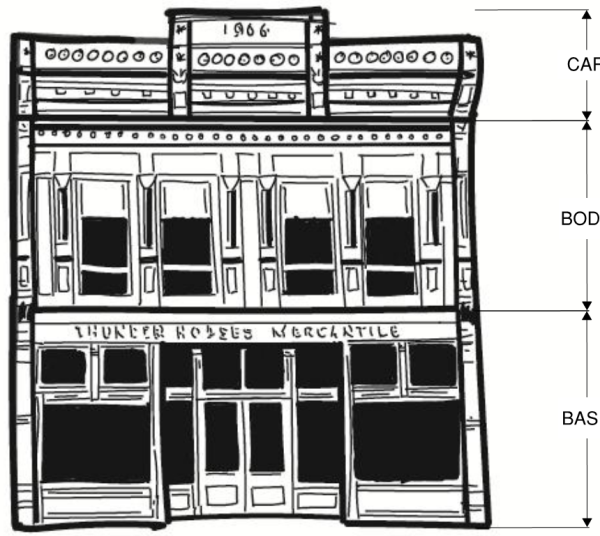 1906
CAP
BOD
THUNDER HORSES MERCANTILE
BAS